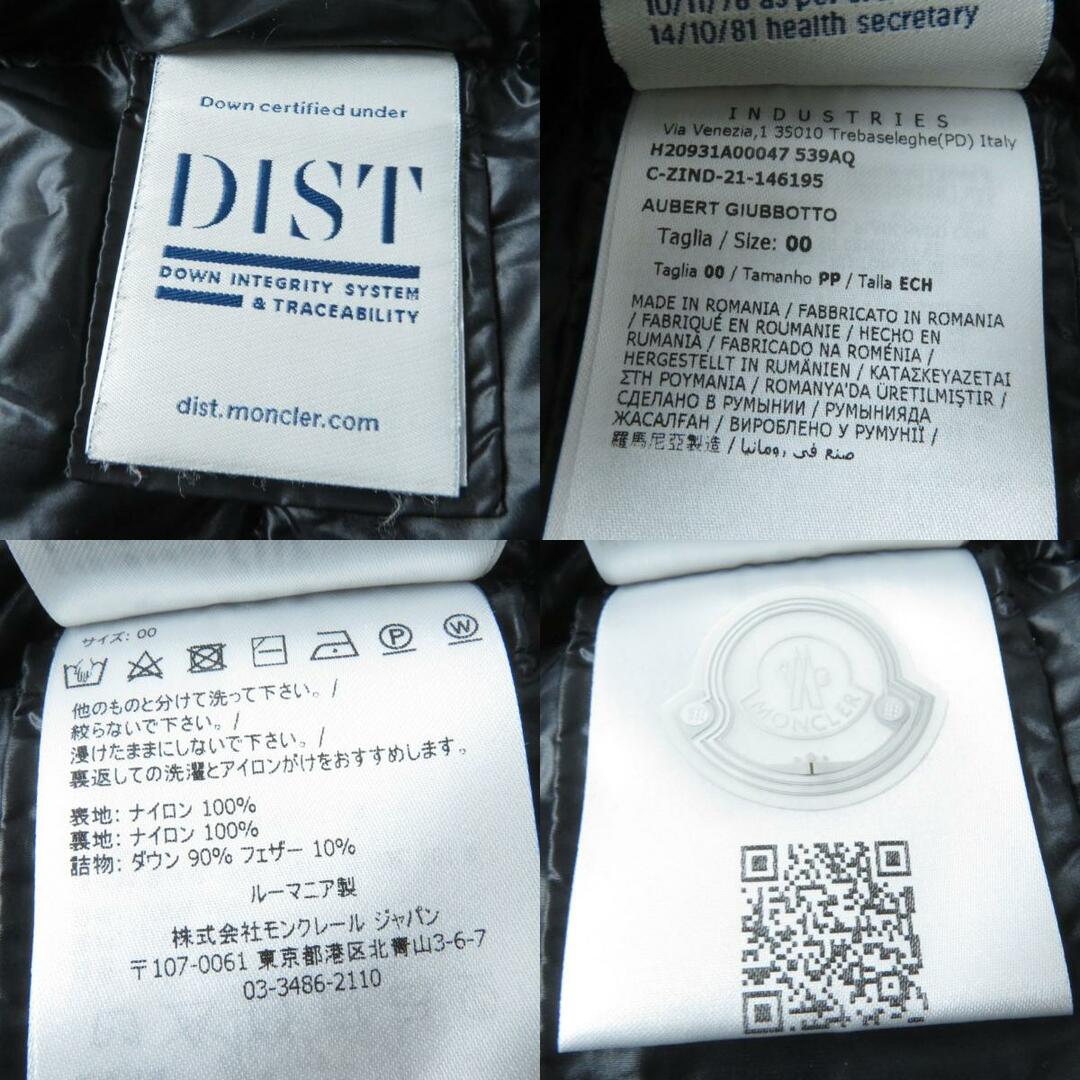 Down certified under
DIST
DOWN INTEGRITY SYSTEM
& TRACEABILITY
dist.moncler.com
10/11/78 as per
14/10/81 health secretary
INDUSTRIES
Via Venezia,1 35010 Trebaseleghe(PD) Italy
H20931A00047 539AQ
C-ZIND-21-146195
AUBERT GIUBBOTTO
Taglia / Size: 00
Taglia 00 / Tamanho PP / Talla ECH
MADE IN ROMANIA / FABBRICATO IN ROMANIA
/ FABRIQUÉ EN ROUMANIE / HECHO EN
RUMANIA / FABRICADO NA ROMÉNIA /
HERGESTELLT IN RUMÄNIEN / ΚΑΤΑΣΚΕΥΑΖΕΤΑΙ
ΣΤΗ ΡΟΥΜΑΝΙΑ / ROMANYA'DA ÜRETILMIŞTIR /
СДЕЛАНО В РУМЫНИИ / РУМЫНИЯДА
ЖАСАЛҒАН / ВИРОБЛЕНО У РУМУНІЇ /
羅馬尼亞製造 / صنع في رومانيا
サイズ: 00
P
W
他のものと分けて洗って下さい。/
絞らないで下さい。/
浸けたままにしないで下さい。/
裏返しての洗濯とアイロンがけをおすすめします。
表地: ナイロン 100%
裏地: ナイロン 100%
詰物: ダウン 90% フェザー 10%
ルーマニア製
株式会社モンクレール ジャパン
〒107-0061 東京都港区北青山3-6-7
03-3486-2110
MONCLER